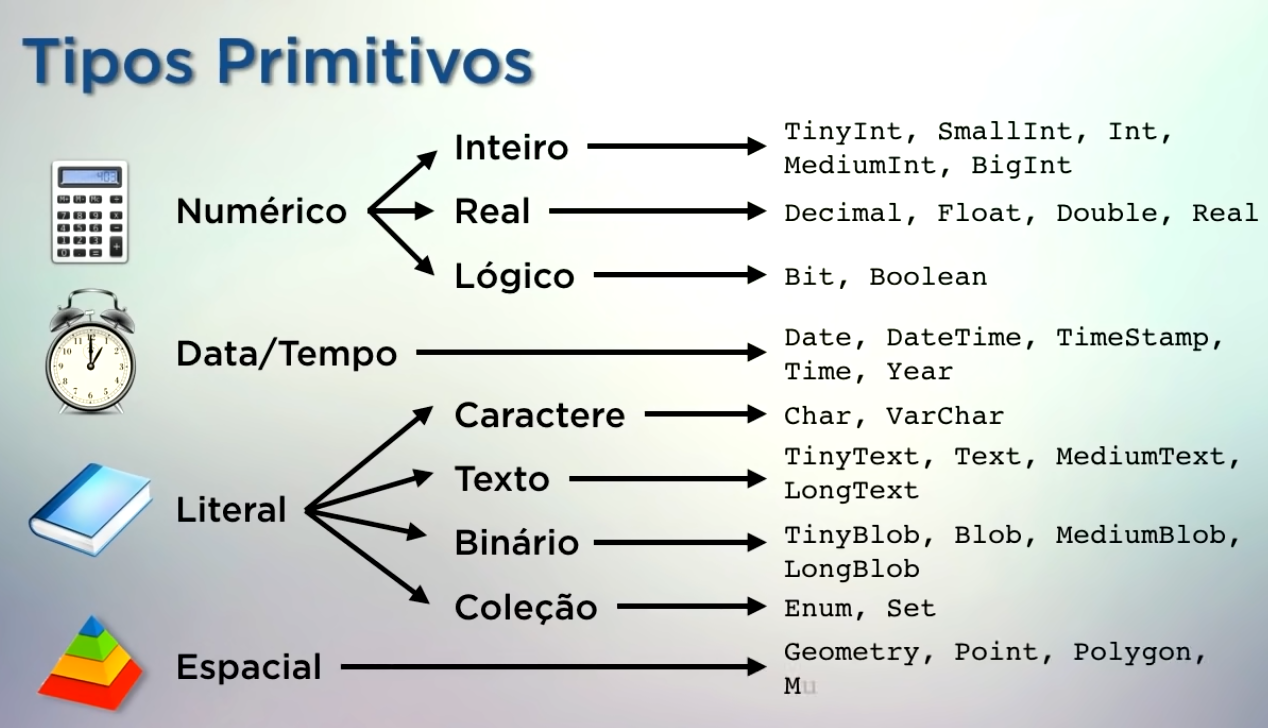 Tipos Primitivos
Numérico
Inteiro
TinyInt, SmallInt, Int,
MediumInt, BigInt
Real
Decimal, Float, Double, Real
Lógico
Bit, Boolean
Data/Tempo
Date, DateTime, TimeStamp,
Time, Year
Literal
Caractere
Char, VarChar
Texto
TinyText, Text, MediumText,
LongText
Binário
TinyBlob, Blob, MediumBlob,
LongBlob
Coleção
Enum, Set
Espacial
Geometry, Point, Polygon,
Mu